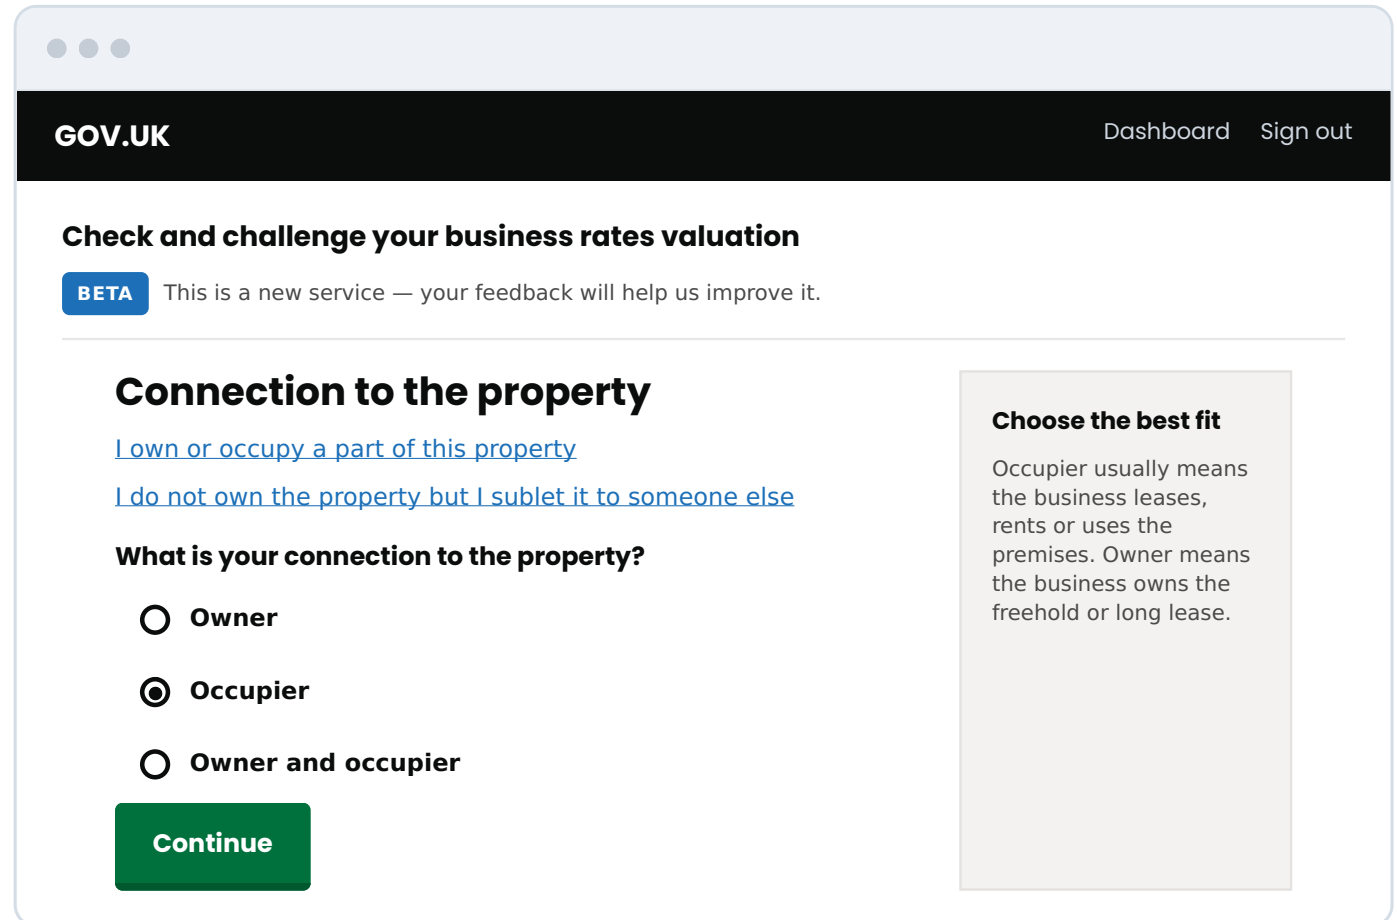 GOV.UK
Dashboard Sign out
Check and challenge your business rates valuation
BETA This is a new service — your feedback will help us improve it.
Connection to the property
I own or occupy a part of this property
I do not own the property but I sublet it to someone else
What is your connection to the property?
Owner
Occupier
Owner and occupier
Continue
Choose the best fit
Occupier usually means
the business leases,
rents or uses the
premises. Owner means
the business owns the
freehold or long lease.